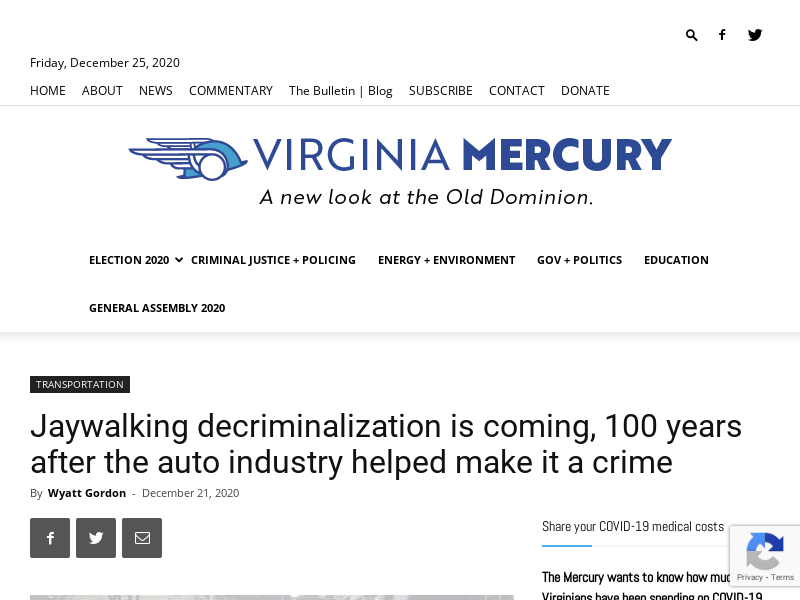 Friday, December 25, 2020
HOME ABOUT NEWS COMMENTARY The Bulletin | Blog SUBSCRIBE CONTACT DONATE
VIRGINIA MERCURY
A new look at the Old Dominion.
ELECTION 2020 CRIMINAL JUSTICE + POLICING ENERGY + ENVIRONMENT GOV + POLITICS EDUCATION
GENERAL ASSEMBLY 2020
TRANSPORTATION
Jaywalking decriminalization is coming, 100 years
after the auto industry helped make it a crime
By Wyatt Gordon - December 21, 2020
Share your COVID-19 medical costs
The Mercury wants to know how
Virginians have been spending on COVID-19
Privacy - Terms